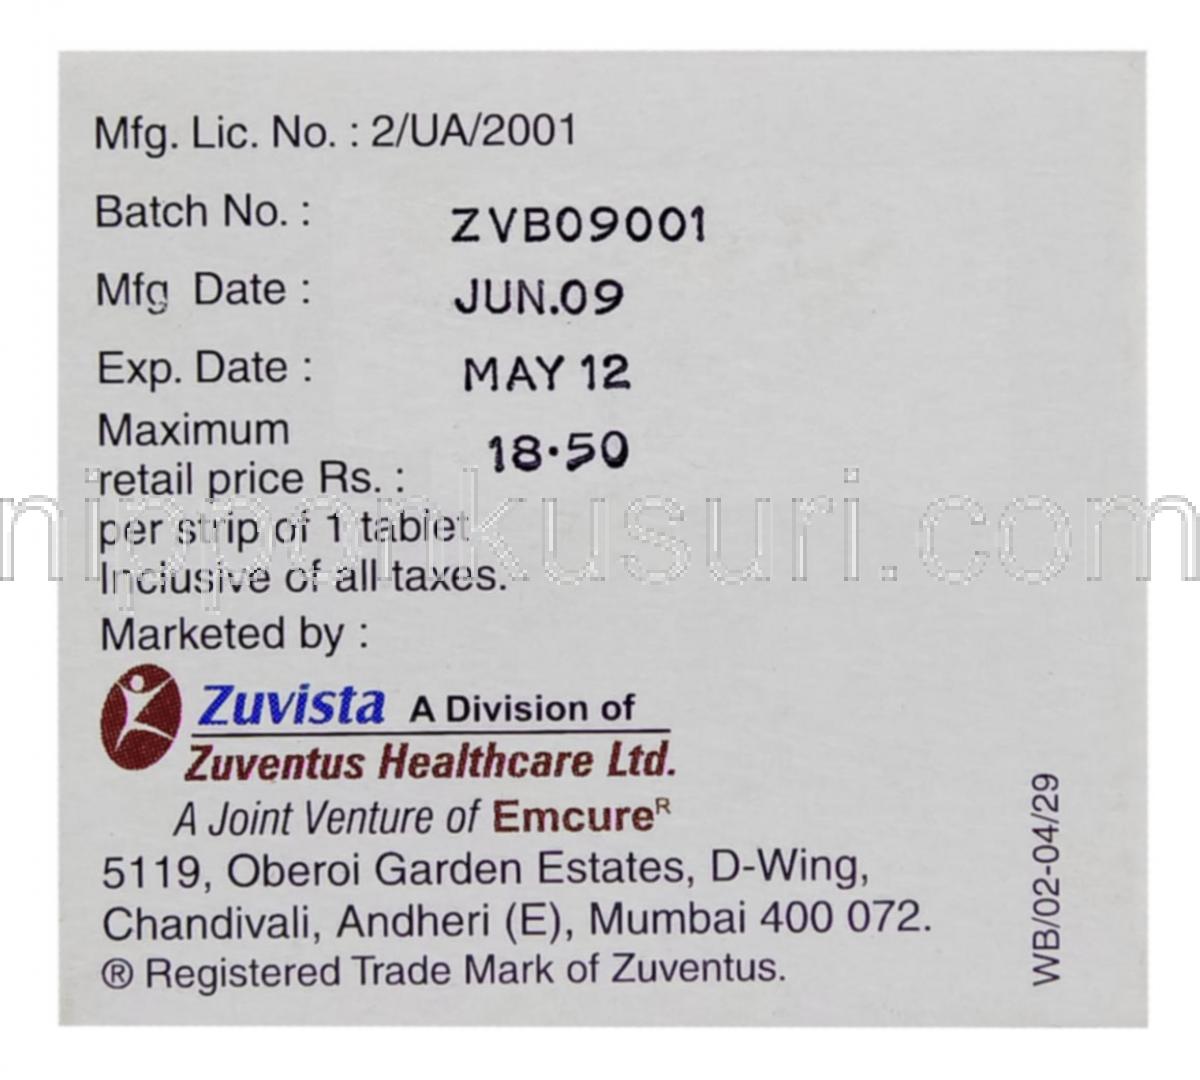 Mfg. Lic. No. : 2/UA/2001
Batch No. : ZVB09001
Mfg Date : JUN.09
Exp. Date : MAY 12
Maximum
retail price Rs. : 18.50
per strip of 1 tablet
Inclusive of all taxes.
nipponkusuri.com
Marketed by :
Zuvista A Division of
Zuventus Healthcare Ltd.
A Joint Venture of Emcure R
5119, Oberoi Garden Estates, D-Wing,
Chandivali, Andheri (E), Mumbai 400 072.
® Registered Trade Mark of Zuventus.
WB/02-04/29